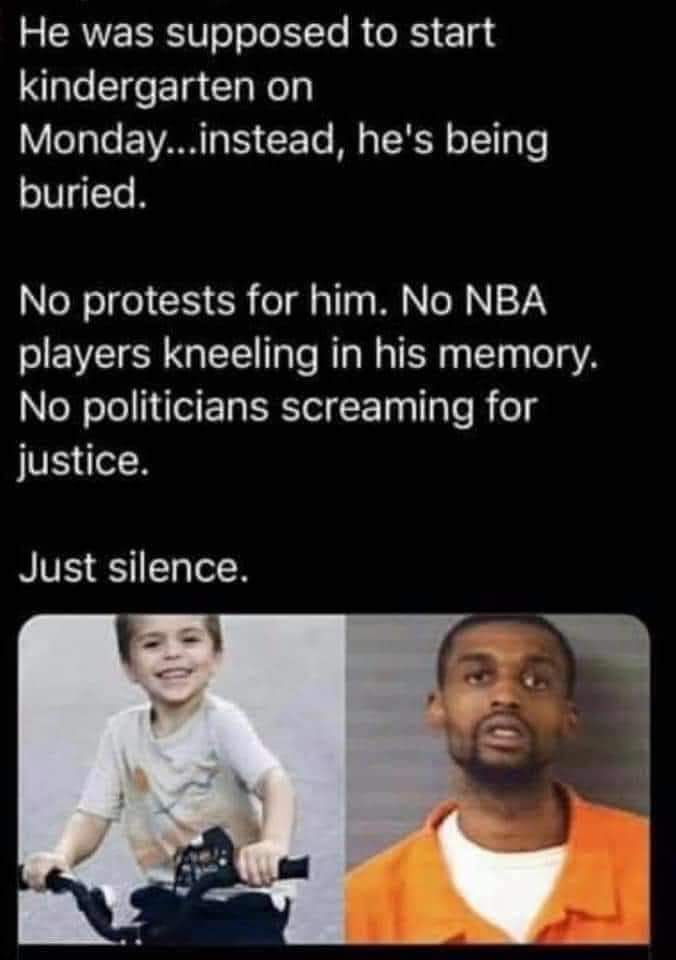 He was supposed to start
kindergarten on
Monday...instead, he's being
buried.
No protests for him. No NBA
players kneeling in his memory.
No politicians screaming for
justice.
Just silence.